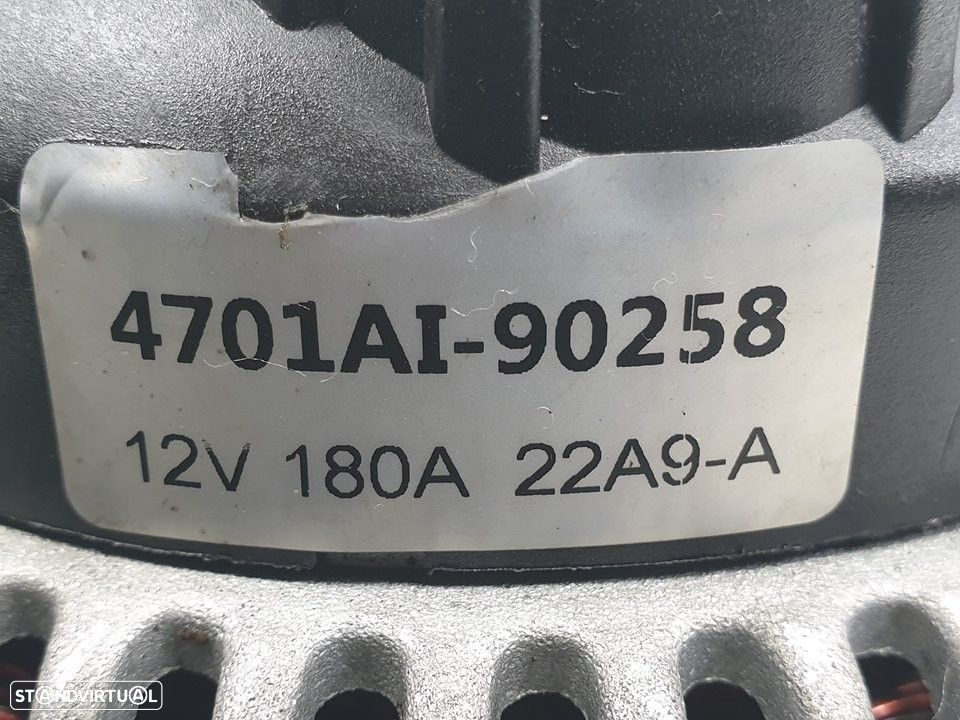 4701AI-90258
12V 180A 22A9-A
STANDVIRTUAL